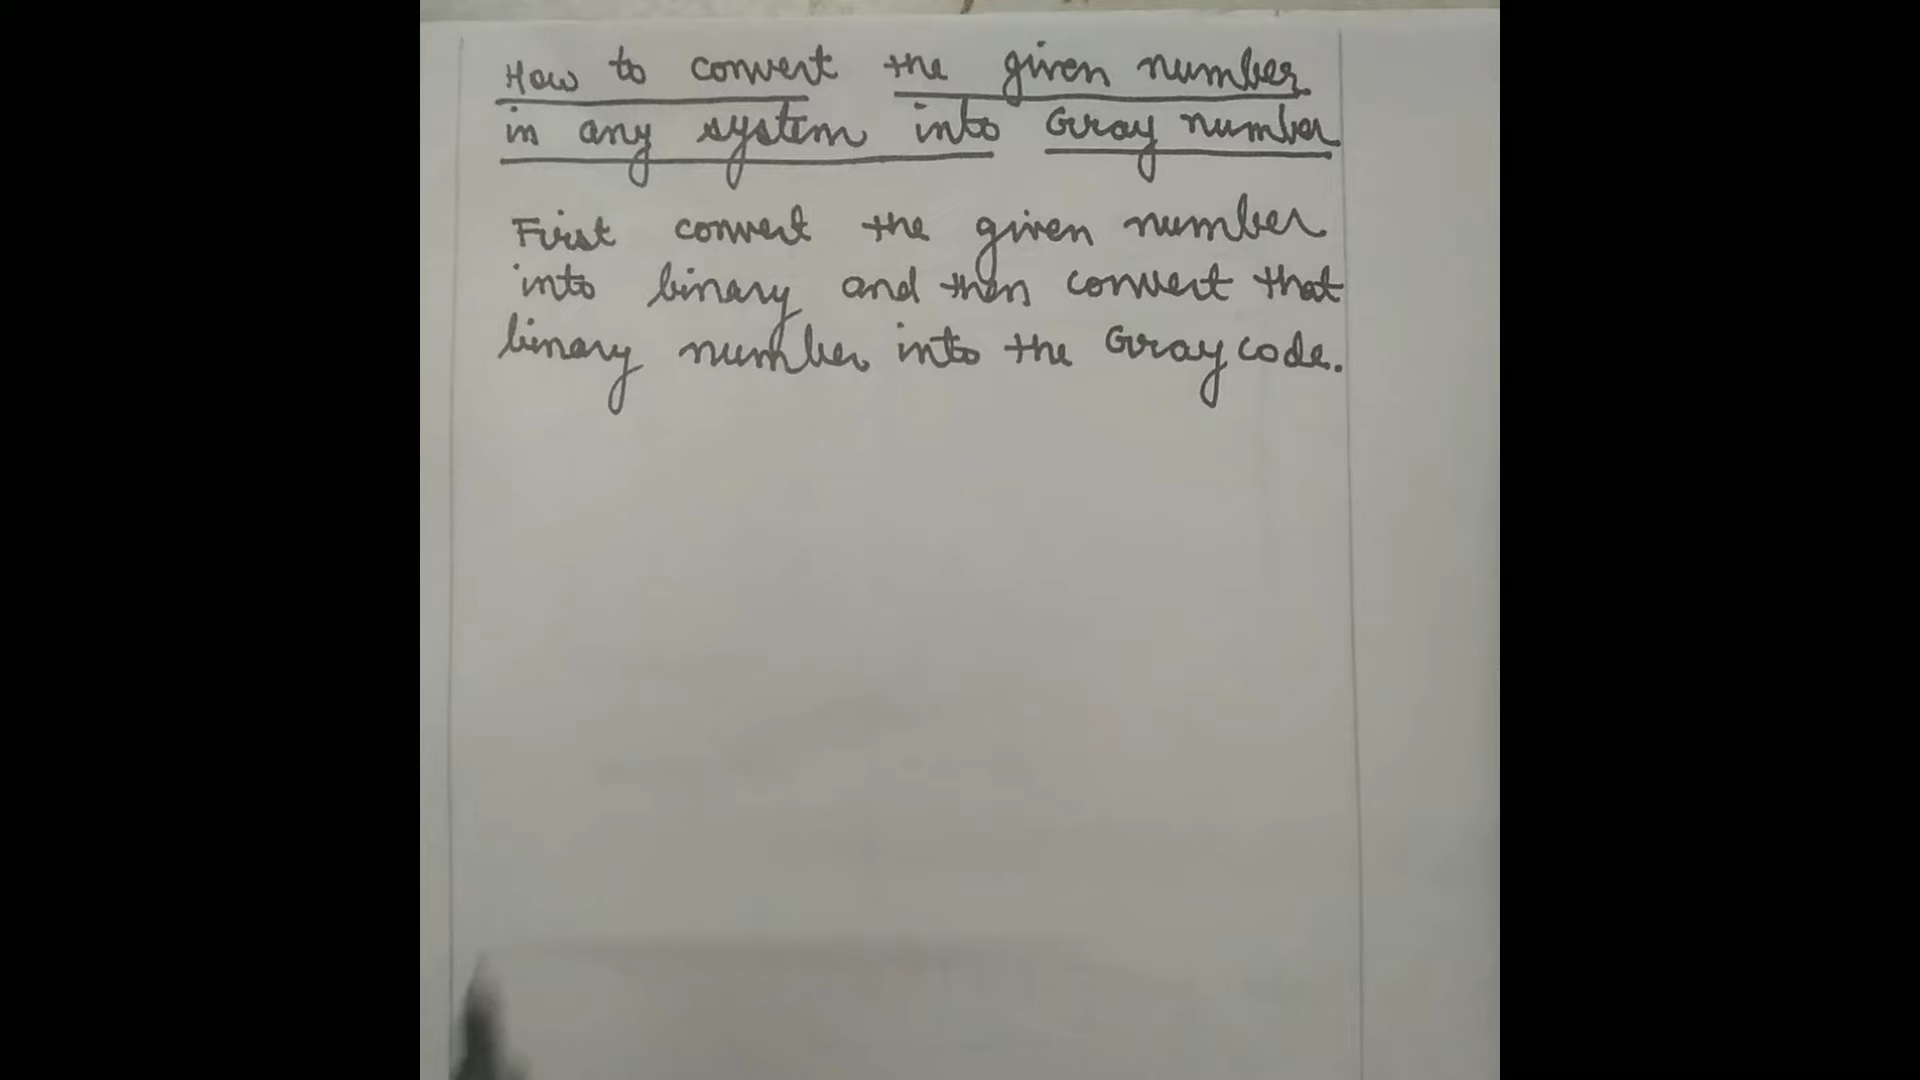 How to convert the given number
in any system into Gray number
First convert the given number
into binary and then convert that
binary number into the Gray code.